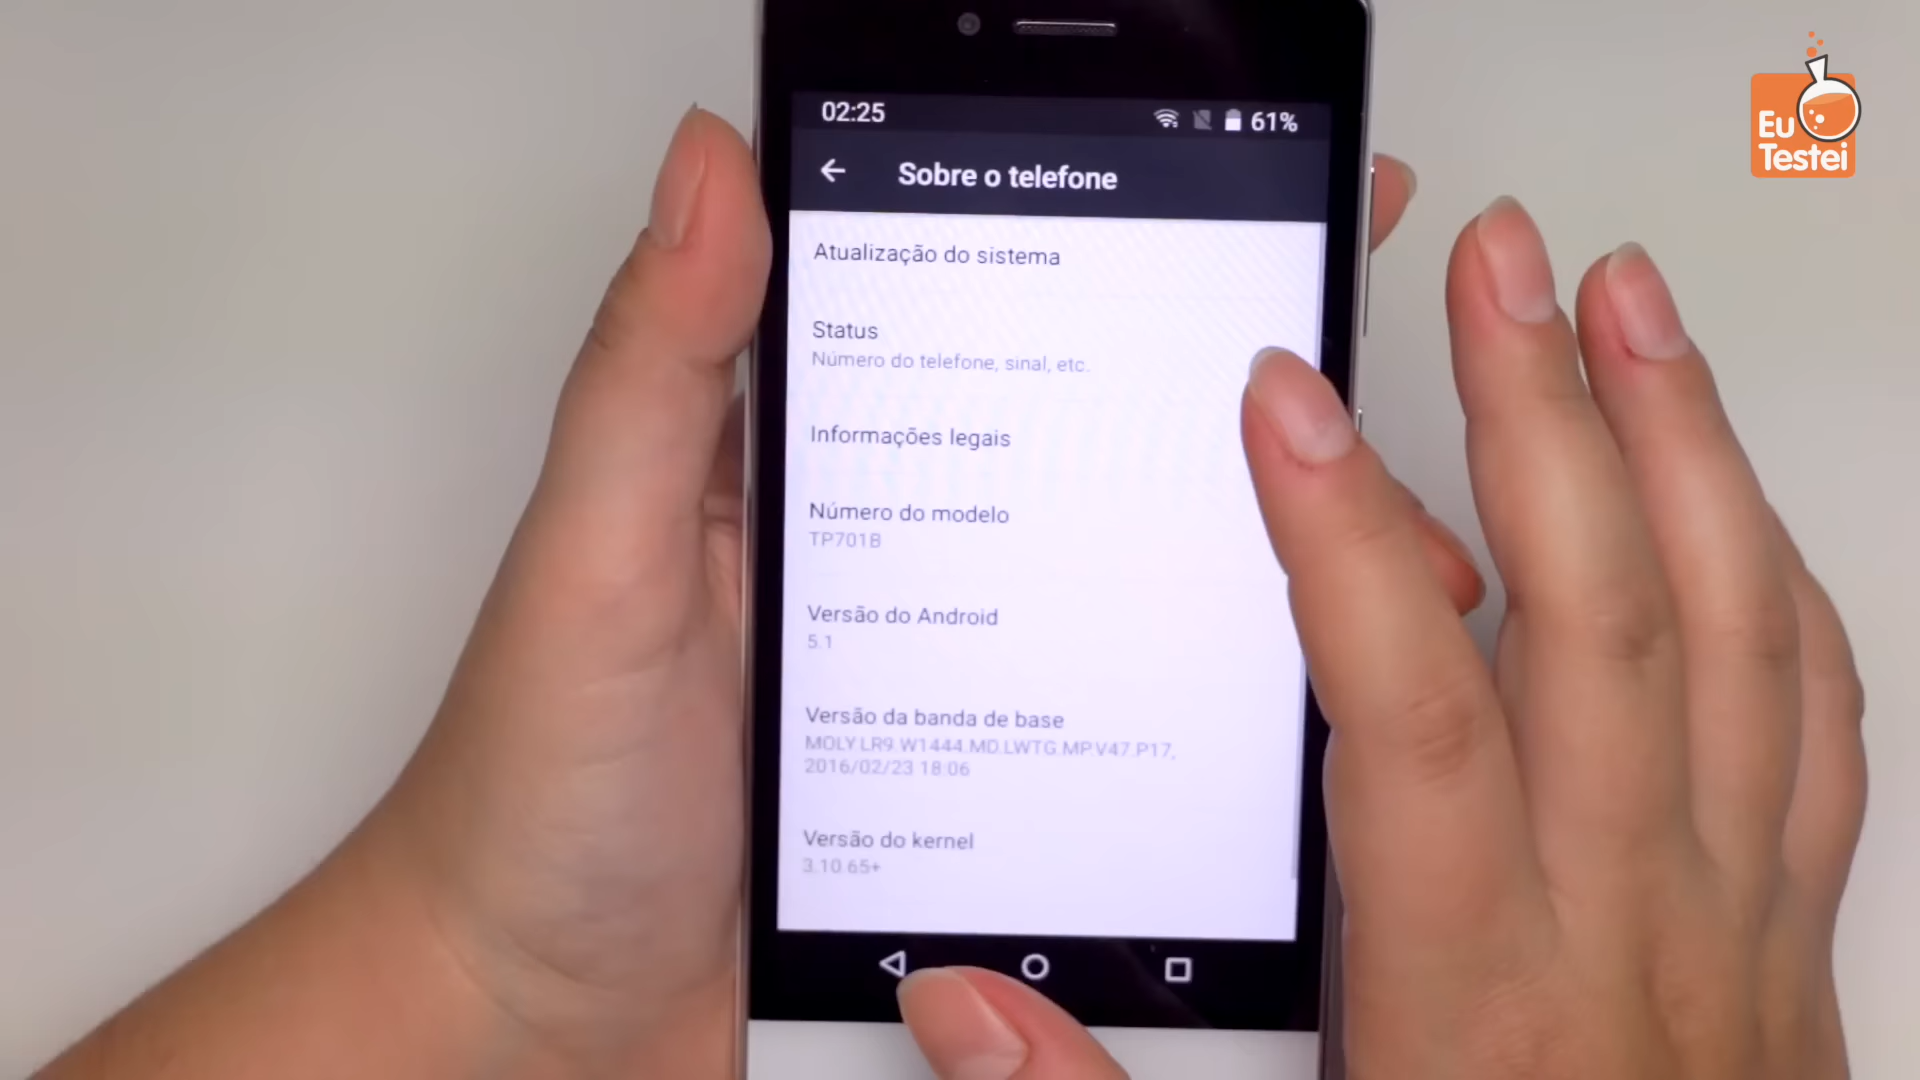 02:25
61%
Sobre o telefone
Atualização do sistema
Status
Número do telefone, sinal, etc.
Informações legais
Número do modelo
TP701B
Versão do Android
5.1
Versão da banda de base
MOLY.LR9.W1444.MD.LWTG.MP.V47.P17,
2016/02/23 18:06
Versão do kernel
3.10.65+
Eu
Testei